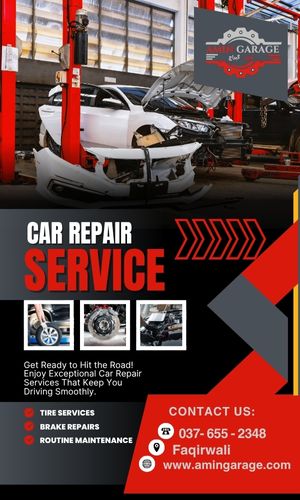 AMIN GARAGE
CAR REPAIR
SERVICE
Get Ready to Hit the Road!
Enjoy Exceptional Car Repair
Services That Keep You
Driving Smoothly.
TIRE SERVICES
BRAKE REPAIRS
ROUTINE MAINTENANCE
CONTACT US:
037- 655 - 2348
Faqirwali
www.amingarage.com